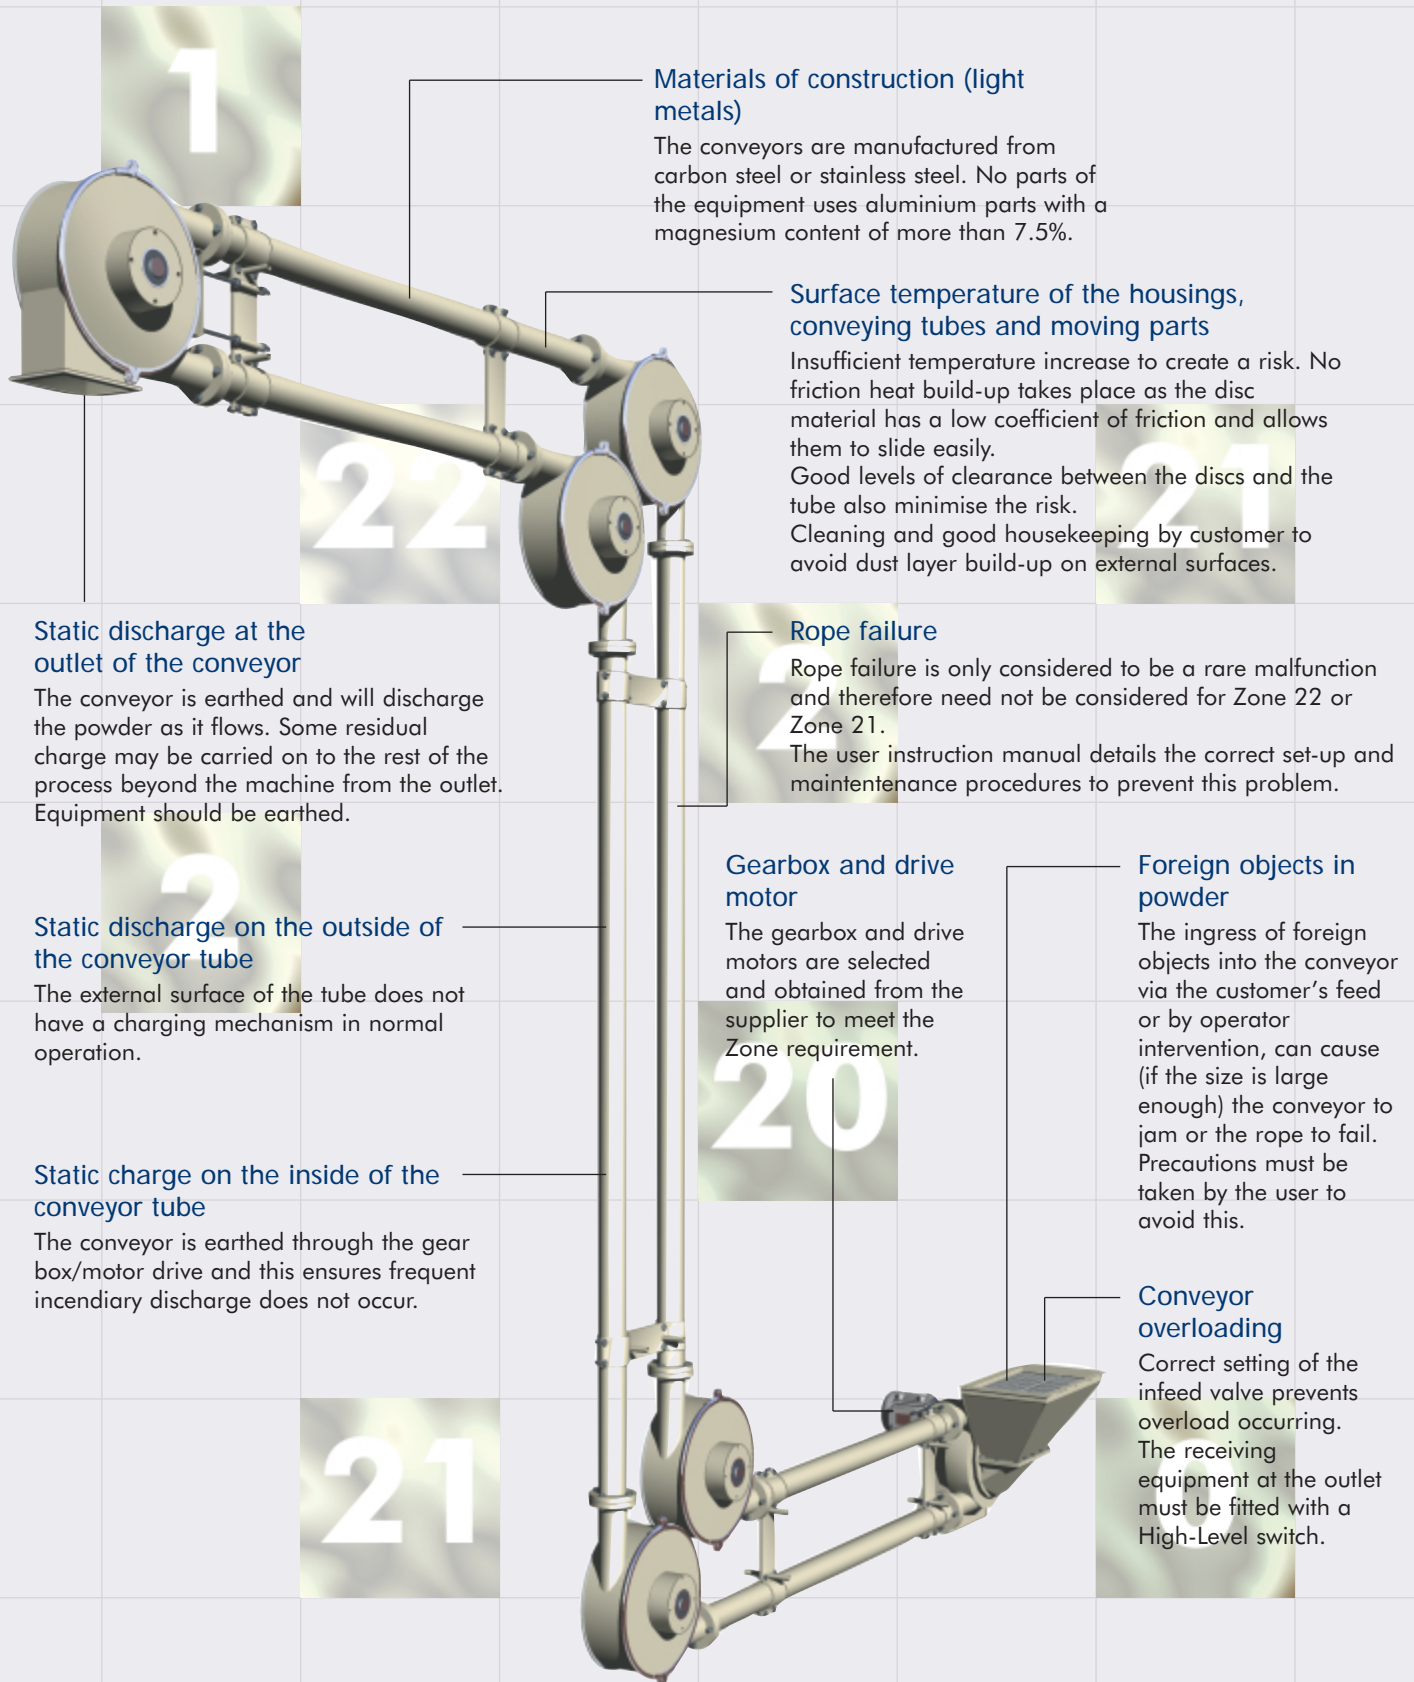 1
Materials of construction (light
metals)
The conveyors are manufactured from
carbon steel or stainless steel. No parts of
the equipment uses aluminium parts with a
magnesium content of more than 7.5%.
Surface temperature of the housings,
conveying tubes and moving parts
Insufficient temperature increase to create a risk. No
friction heat build-up takes place as the disc
material has a low coefficient of friction and allows
them to slide easily.
Good levels of clearance between the discs and the
tube also minimise the risk.
Cleaning and good housekeeping by customer to
avoid dust layer build-up on external surfaces.
22
21
Static discharge at the
outlet of the conveyor
The conveyor is earthed and will discharge
the powder as it flows. Some residual
charge may be carried on to the rest of the
process beyond the machine from the outlet.
Equipment should be earthed.
2
Rope failure
Rope failure is only considered to be a rare malfunction
and therefore need not be considered for Zone 22 or
Zone 21.
The user instruction manual details the correct set-up and
maintentenance procedures to prevent this problem.
2
Static discharge on the outside of
the conveyor tube
The external surface of the tube does not
have a charging mechanism in normal
operation.
Gearbox and drive
motor
The gearbox and drive
motors are selected
and obtained from the
supplier to meet the
Zone requirement.
20
Foreign objects in
powder
The ingress of foreign
objects into the conveyor
via the customer's feed
or by operator
intervention, can cause
(if the size is large
enough) the conveyor to
jam or the rope to fail.
Precautions must be
taken by the user to
avoid this.
Static charge on the inside of the
conveyor tube
The conveyor is earthed through the gear
box/motor drive and this ensures frequent
incendiary discharge does not occur.
21
Conveyor
overloading
Correct setting of the
infeed valve prevents
overload occurring.
The receiving
equipment at the outlet
must be fitted with a
High-Level switch.
0